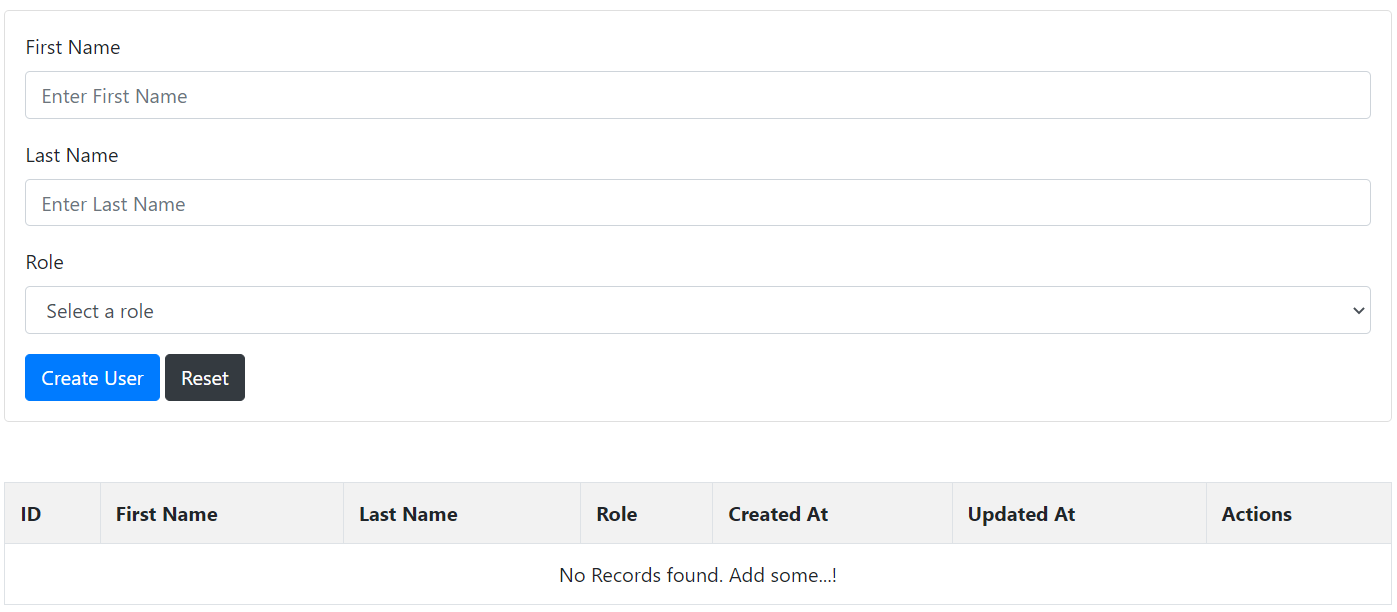 First Name
Enter First Name
Last Name
Enter Last Name
Role
Select a role
Create User Reset
ID First Name Last Name Role Created At Updated At Actions
No Records found. Add some...!